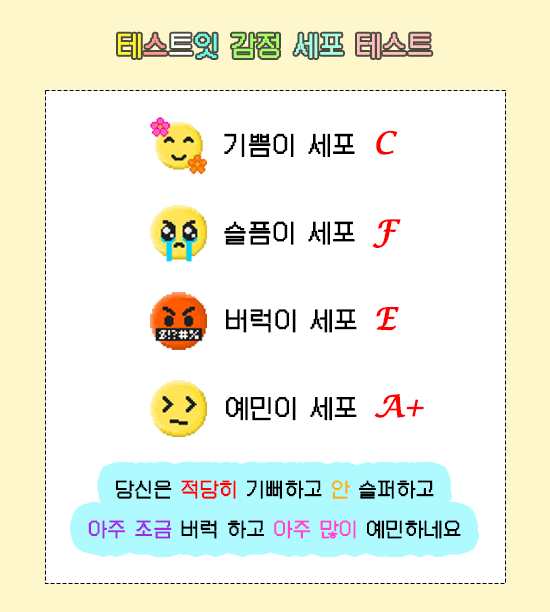 테스트잇 감정 세포 테스트
기쁨이 세포 C
슬픔이 세포 F
버럭이 세포 E
&!?#%
예민이 세포 A+
당신은 적당히 기뻐하고 안 슬퍼하고
아주 조금 버럭 하고 아주 많이 예민하네요